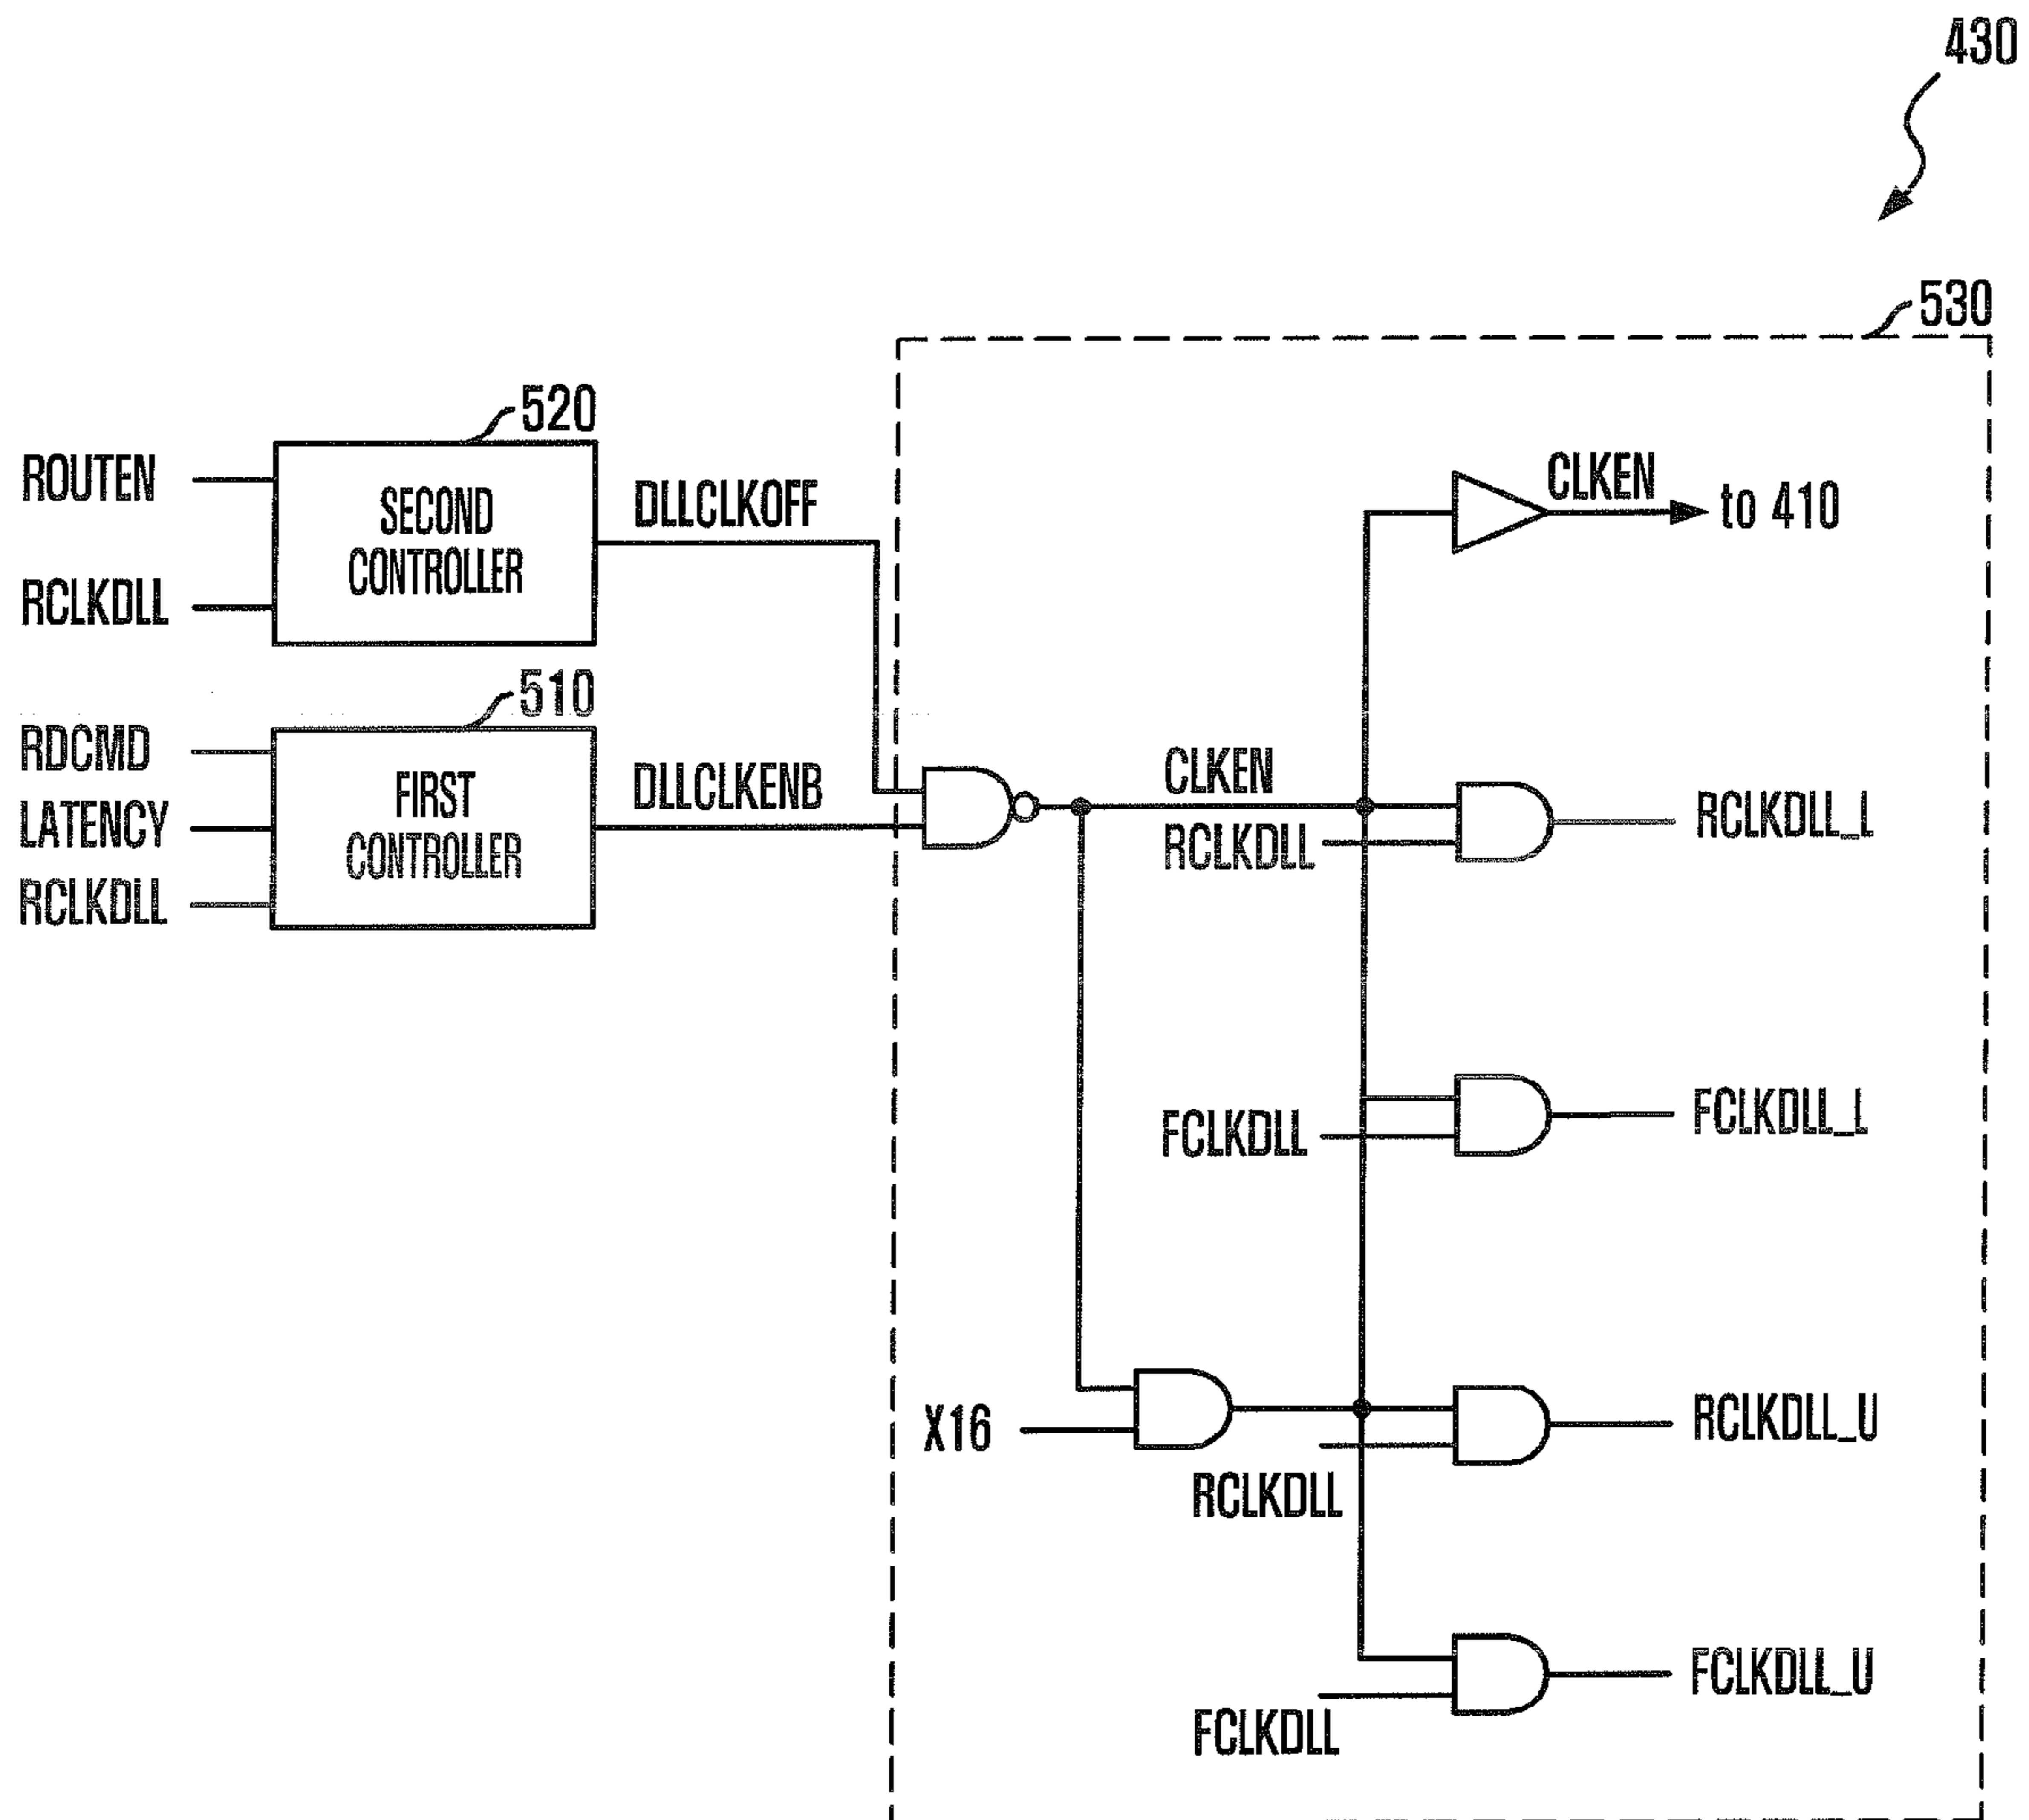 430
530
520
ROUTEN
RCLKDLL
SECOND
CONTROLLER
DLLCLKOFF
510
RDCMD
LATENCY
RCLKDLL
FIRST
CONTROLLER
DLLCLKENB
CLKEN
to 410
CLKEN
RCLKDLL
RCLKDLL_L
FCLKDLL
FCLKDLL_L
X16
RCLKDLL
RCLKDLL_U
FCLKDLL
FCLKDLL_U